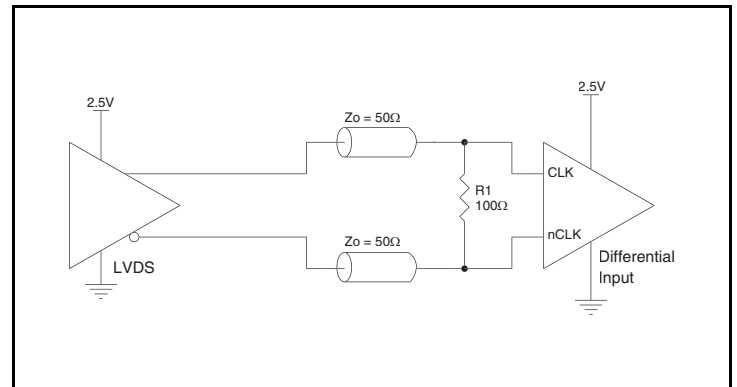 2.5V
2.5V
Zo = 50Ω
CLK
R1
100Ω
nCLK
Zo = 50Ω
LVDS
Differential
Input